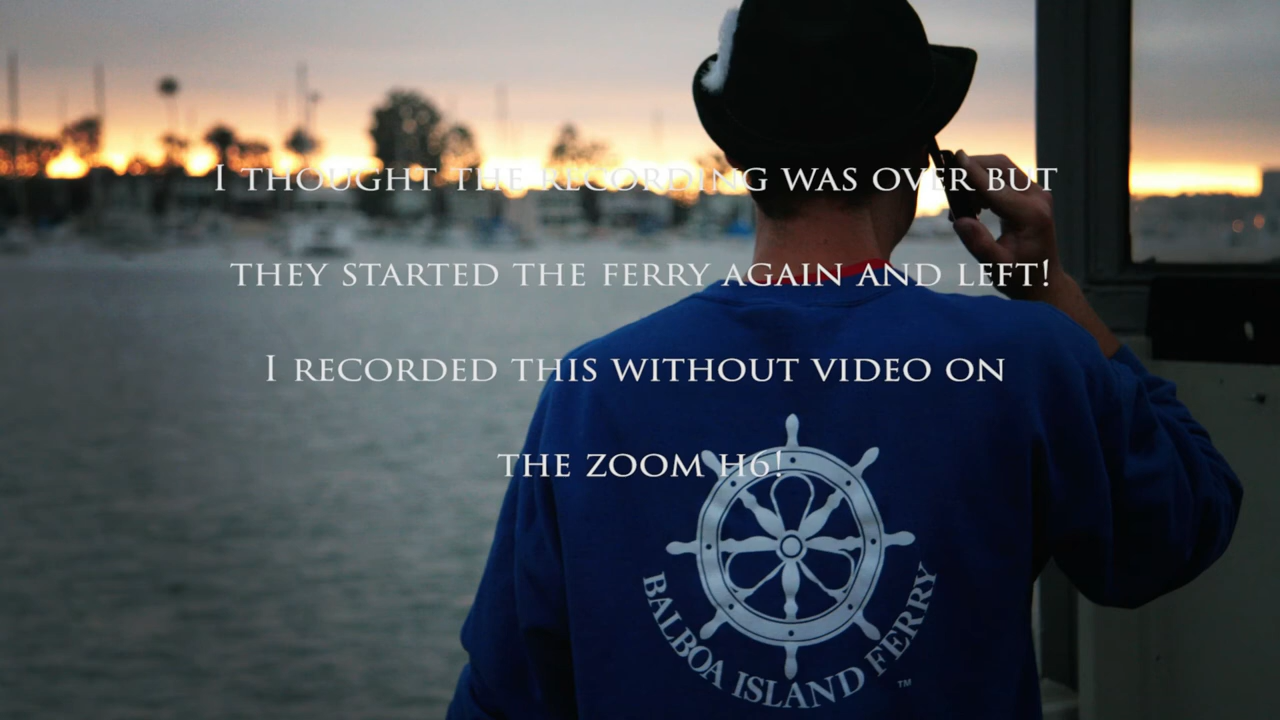 I THOUGHT THE RECORDING WAS OVER BUT
THEY STARTED THE FERRY AGAIN AND LEFT!
I RECORDED THIS WITHOUT VIDEO ON
THE ZOOM H6!
BALBOA ISLAND FERRY
TM